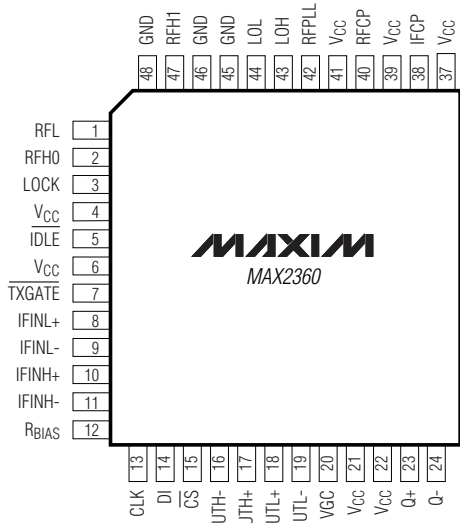 GND RFH1 GND GND LOL LOH RFPLL VCC RFCP VCC IFCP VCC
48 47 46 45 44 43 42 41 40 39 38 37
RFL 1
RFH0 2
LOCK 3
VCC 4
IDLE 5
VCC 6
TXGATE 7
IFINL+ 8
IFINL- 9
IFINH+ 10
IFINH- 11
RBIAS 12
MAXIM
MAX2360
13 14 15 16 17 18 19 20 21 22 23 24
CLK DI CS UTH- UTH+ UTL+ UTL- VGC VCC VCC Q+ Q-